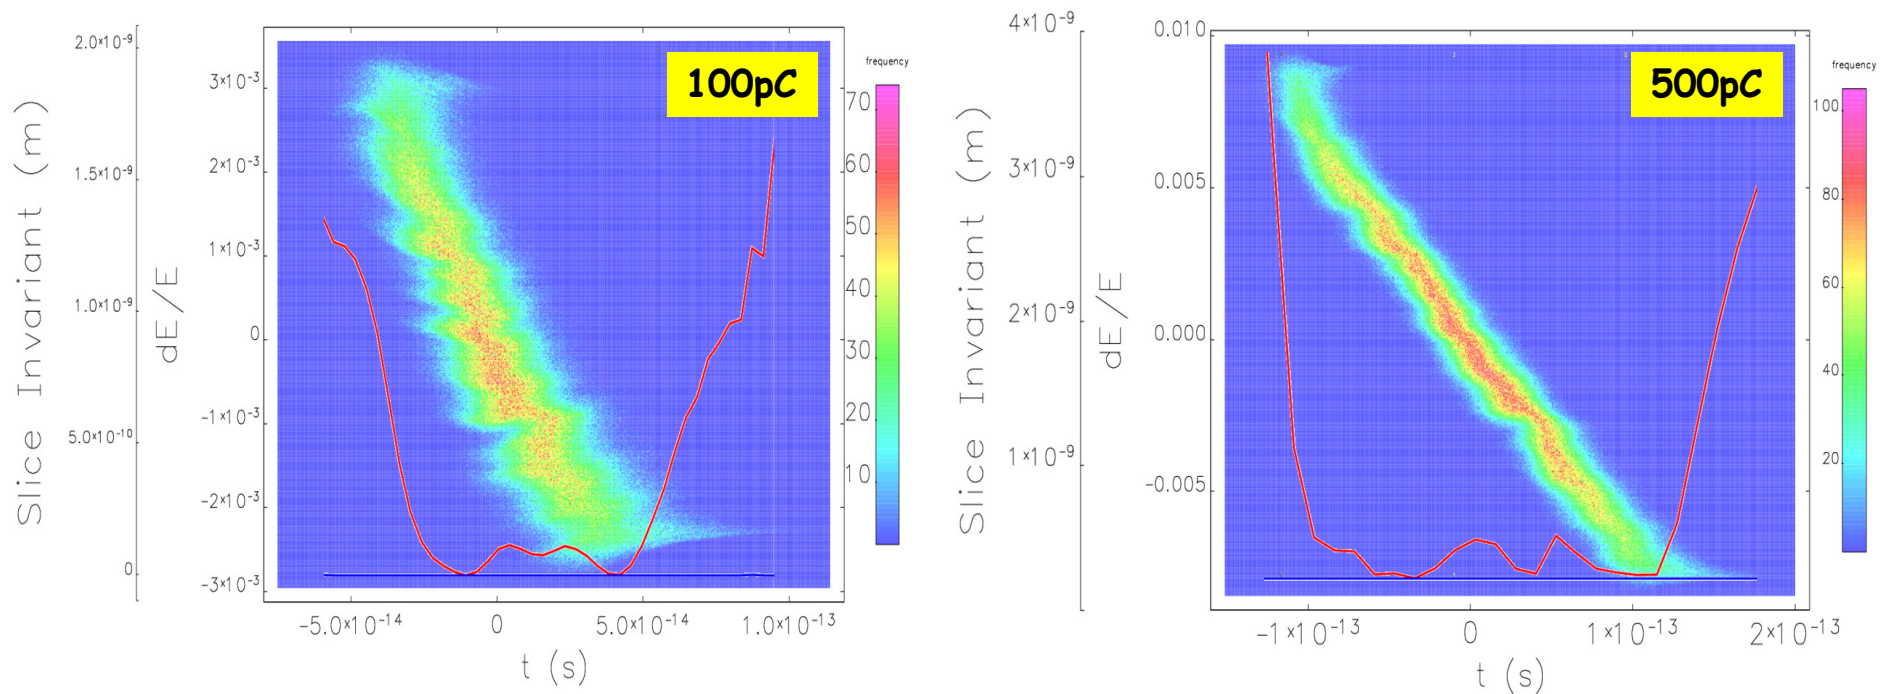 100pC
frequency
Slice Invariant (m)
2.0×10⁻⁹
1.5×10⁻⁹
1.0×10⁻⁹
5.0×10⁻¹⁰
0
dE/E
3×10⁻³
2×10⁻³
1×10⁻³
0
-1×10⁻³
-2×10⁻³
-3×10⁻³
70
60
50
40
30
20
10
-5.0×10⁻¹⁴ 0 5.0×10⁻¹⁴ 1.0×10⁻¹³
t (s)
500pC
frequency
Slice Invariant (m)
4×10⁻⁹
3×10⁻⁹
2×10⁻⁹
1×10⁻⁹
dE/E
0.010
0.005
0.000
-0.005
100
80
60
40
20
-1×10⁻¹³ 0 1×10⁻¹³ 2×10⁻¹³
t (s)